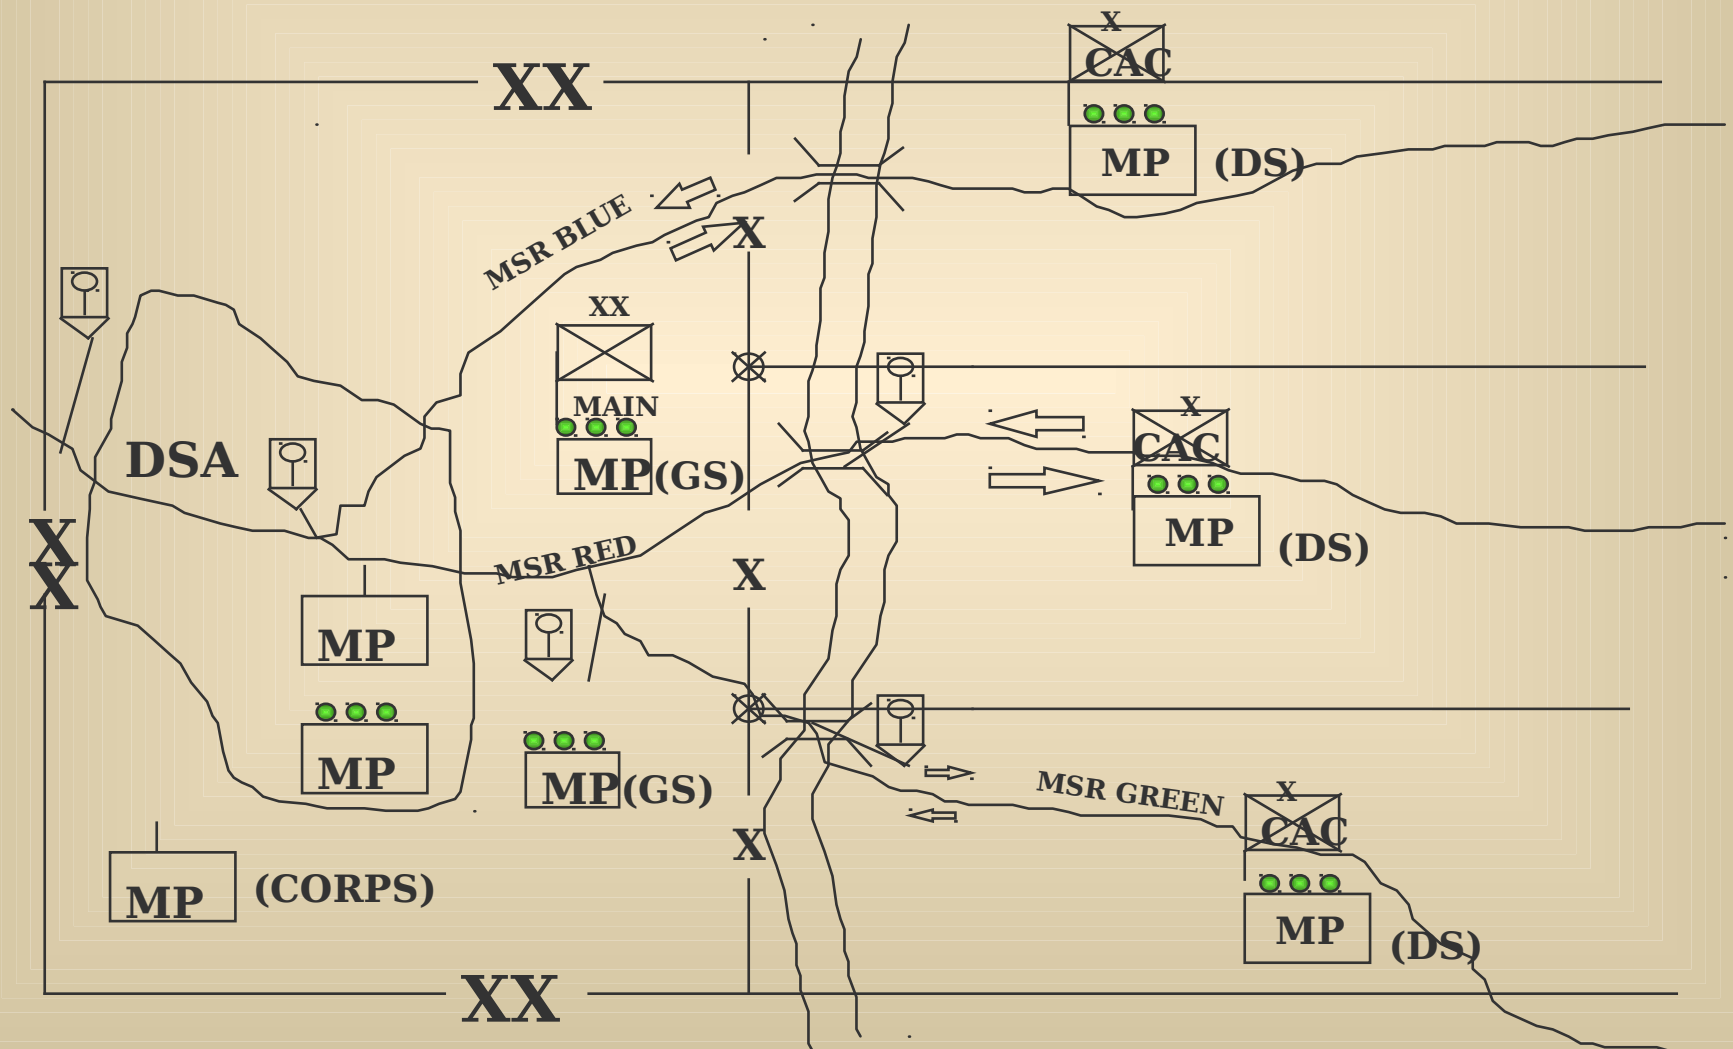 X
CAC
XX
MP (DS)
MSR BLUE
X
XX
MAIN
X
CAC
DSA
MP (GS)
MP (DS)
X
X
MSR RED
X
MP
MP
MP (GS)
MSR GREEN
X
CAC
X
MP (CORPS)
MP (DS)
XX